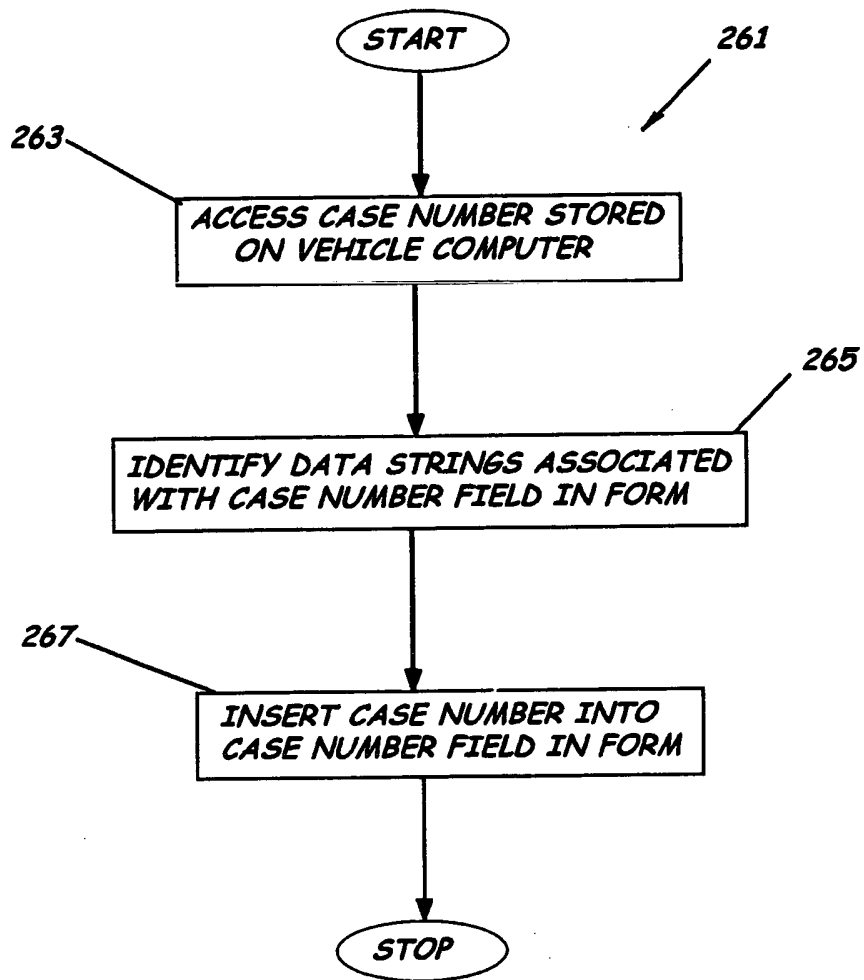 START
261
263
ACCESS CASE NUMBER STORED
ON VEHICLE COMPUTER
265
IDENTIFY DATA STRINGS ASSOCIATED
WITH CASE NUMBER FIELD IN FORM
267
INSERT CASE NUMBER INTO
CASE NUMBER FIELD IN FORM
STOP